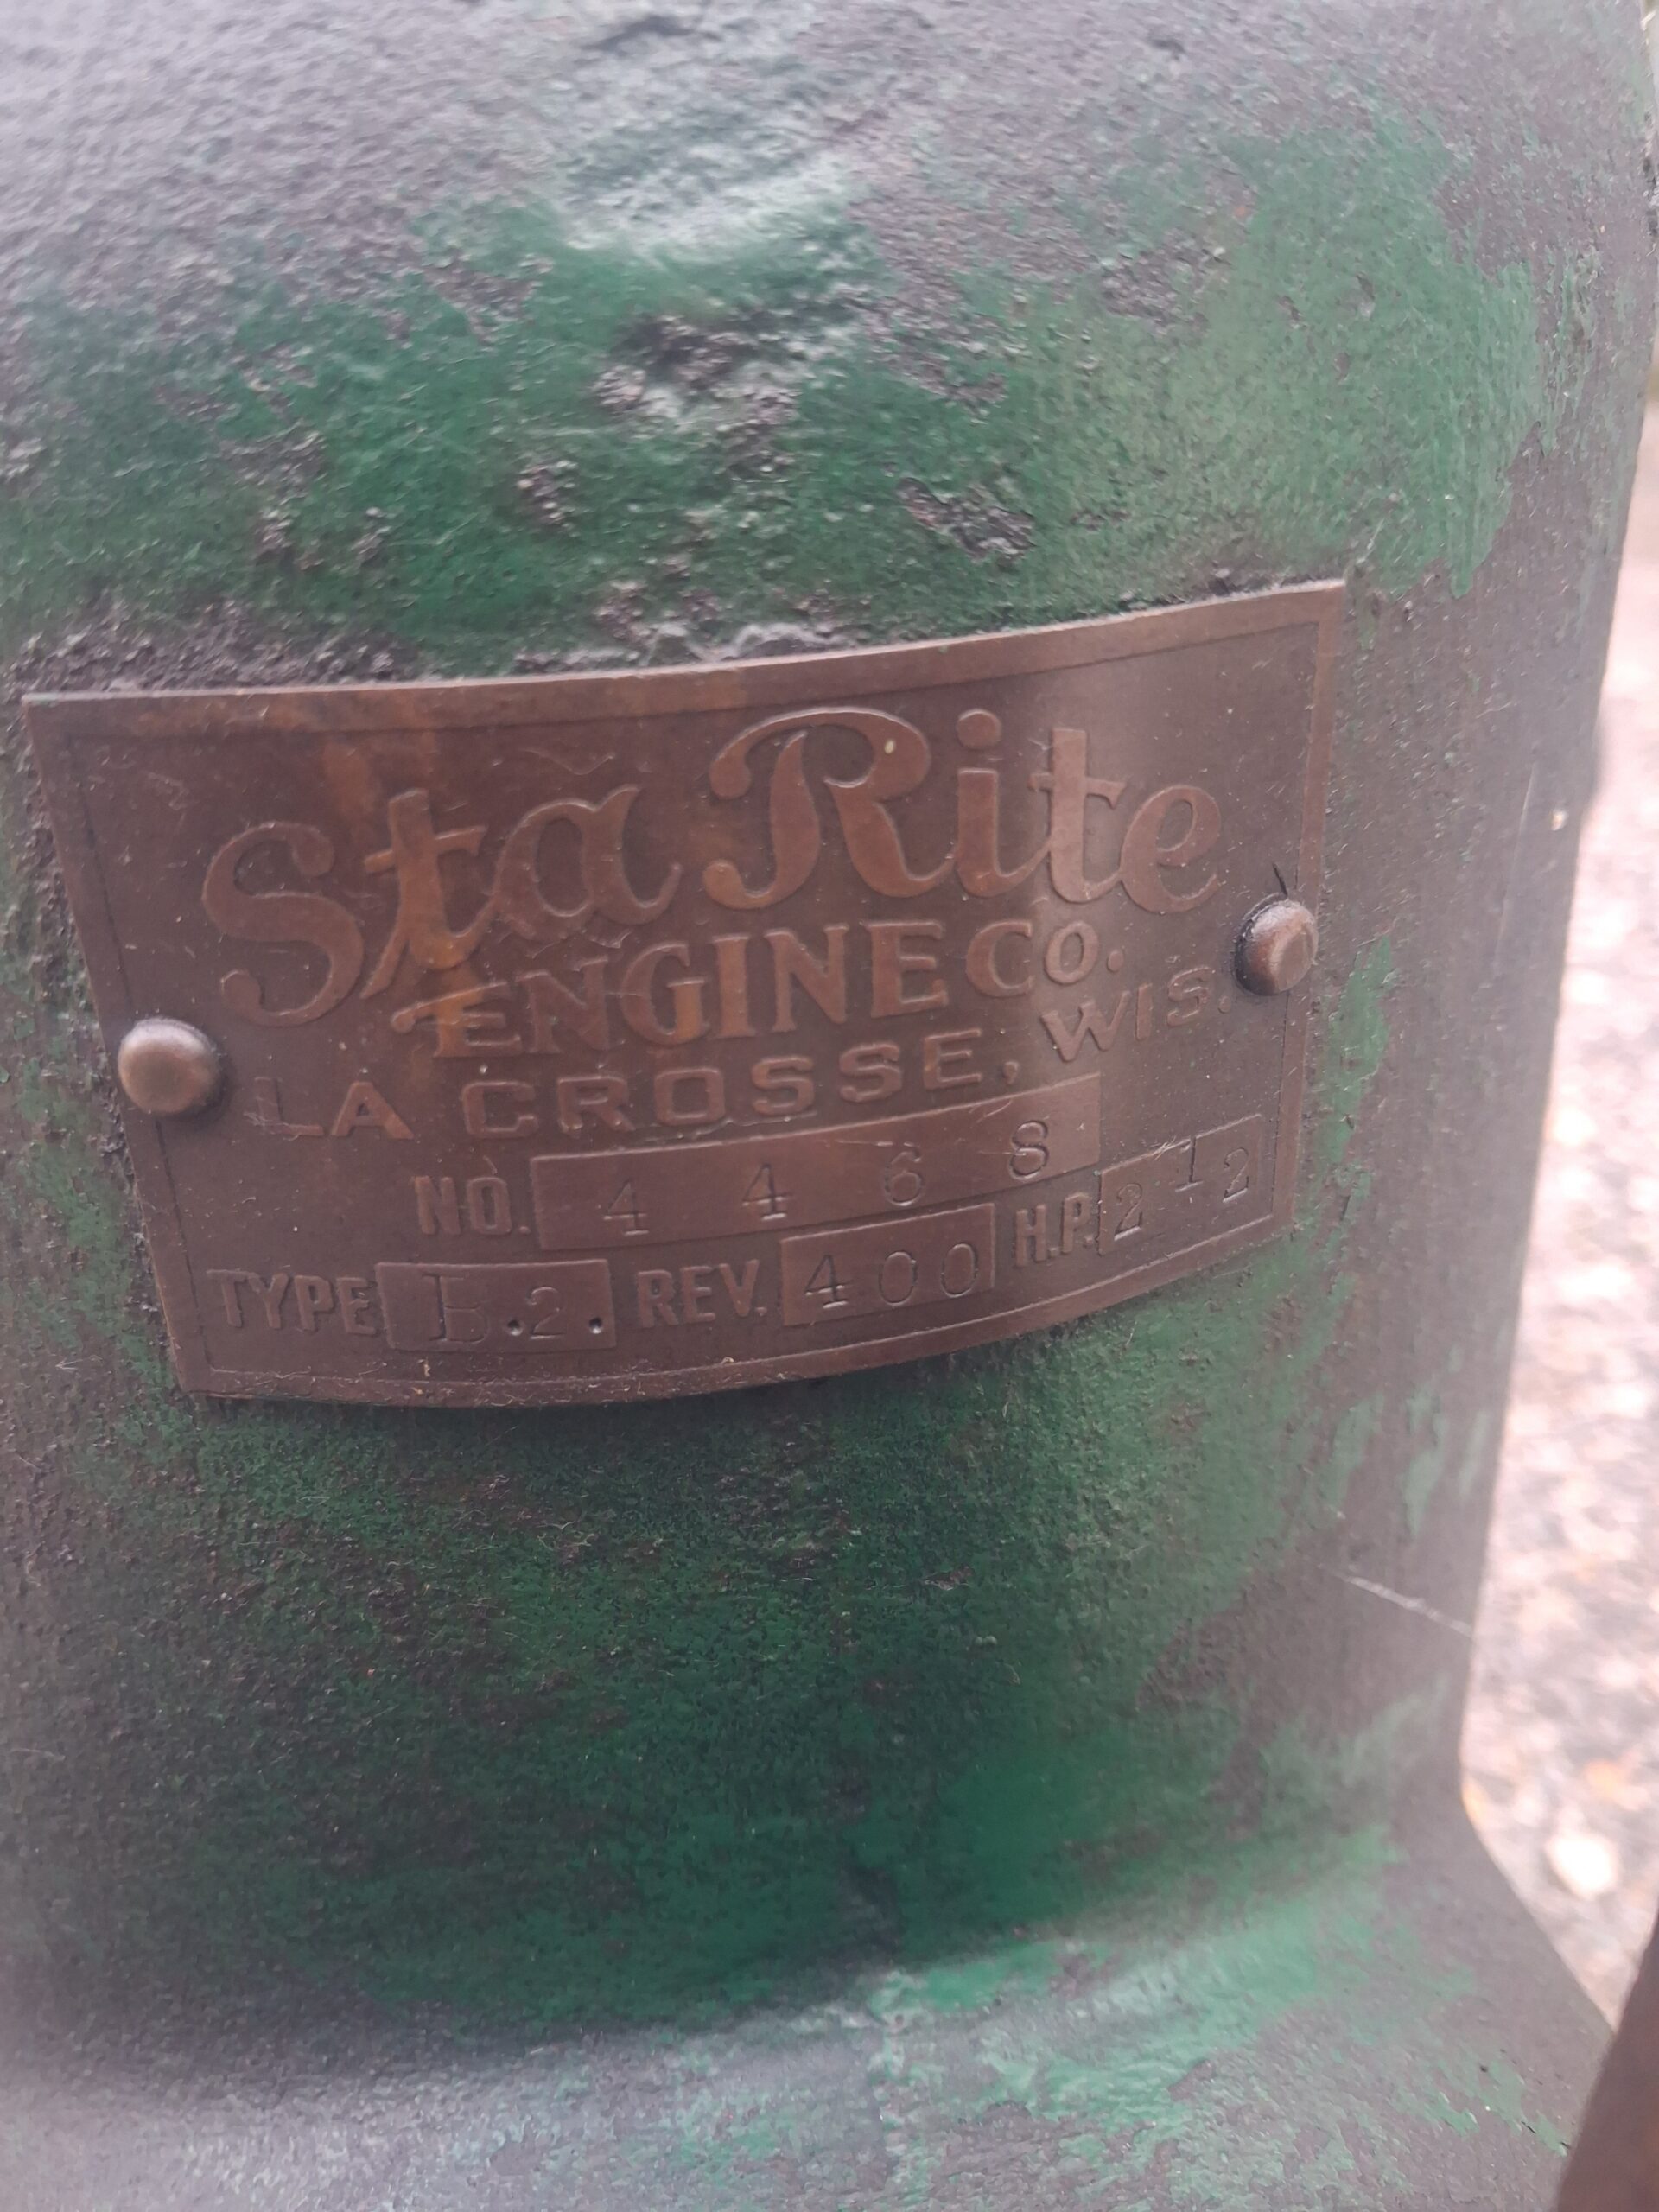 Sta Rite
ENGINE CO.
LA CROSSE, WIS.
NO. 4468
TYPE B.2. REV. 400 H.P. 2 1 2